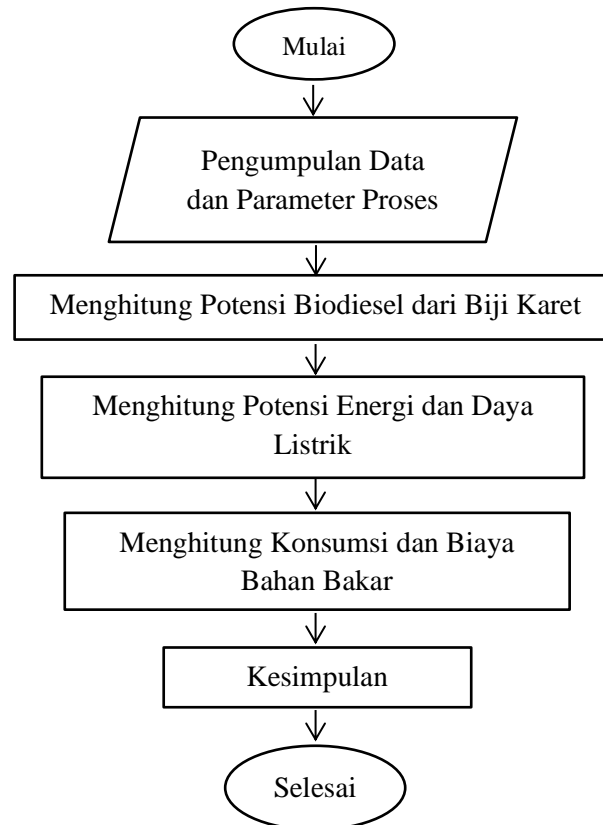 Mulai
Pengumpulan Data
dan Parameter Proses
Menghitung Potensi Biodiesel dari Biji Karet
Menghitung Potensi Energi dan Daya
Listrik
Menghitung Konsumsi dan Biaya
Bahan Bakar
Kesimpulan
Selesai